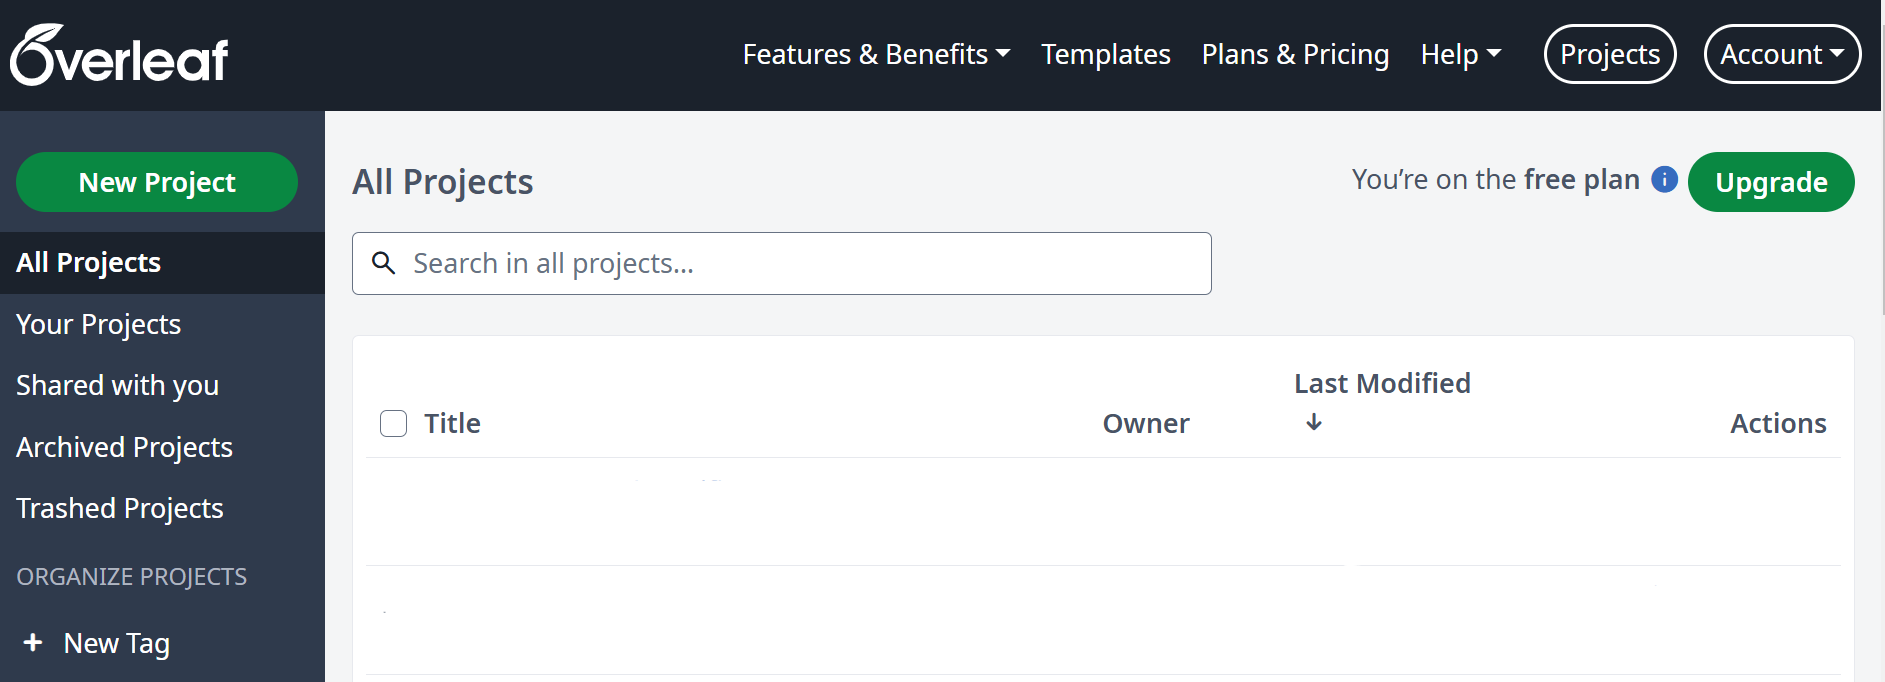 Overleaf
Features & Benefits
Templates
Plans & Pricing
Help
Projects
Account
New Project
All Projects
Your Projects
Shared with you
Archived Projects
Trashed Projects
ORGANIZE PROJECTS
+ New Tag
All Projects
You’re on the free plan
i
Upgrade
Search in all projects...
Title
Owner
Last Modified
↓
Actions